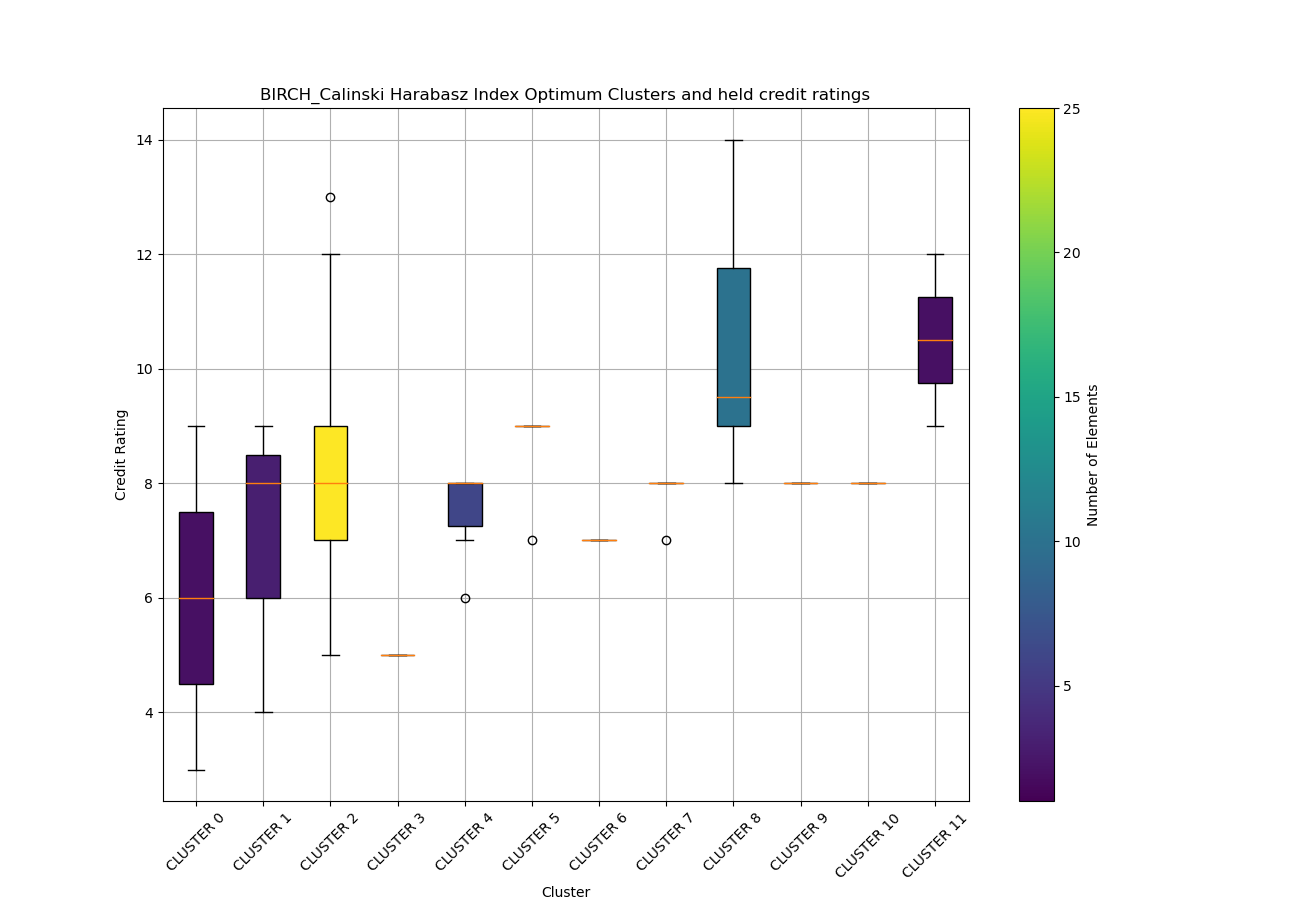 BIRCH_Calinski Harabasz Index Optimum Clusters and held credit ratings
14
12
10
8
6
4
Credit Rating
CLUSTER 0
CLUSTER 1
CLUSTER 2
CLUSTER 3
CLUSTER 4
CLUSTER 5
CLUSTER 6
CLUSTER 7
CLUSTER 8
CLUSTER 9
CLUSTER 10
CLUSTER 11
Cluster
25
20
15
10
5
Number of Elements